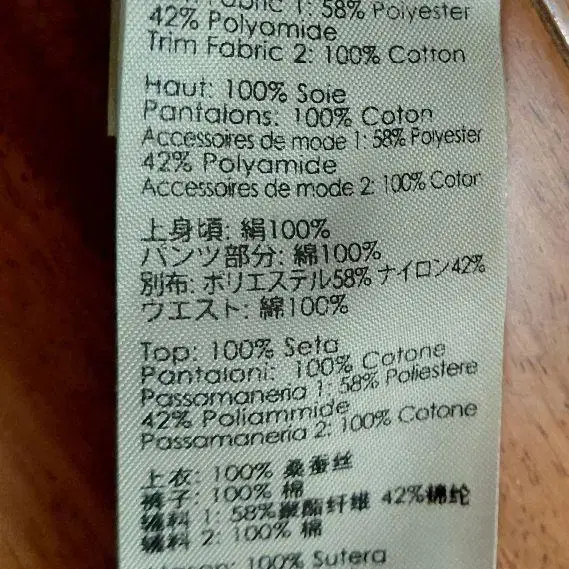 Fabric 1: 58% Polyester
42% Polyamide
Trim Fabric 2: 100% Cotton
Haut: 100% Soie
Pantalons: 100% Coton
Accessoires de mode 1: 58% Polyester
42% Polyamide
Accessoires de mode 2: 100% Coton
上身頃: 絹100%
パンツ部分: 綿100%
別布: ポリエステル58% ナイロン42%
ウエスト: 綿100%
Top: 100% Seta
Pantaloni: 100% Cotone
Passamaneria 1: 58% Poliestere
42% Poliammide
Passamaneria 2: 100% Cotone
上衣: 100% 桑蚕丝
裤子: 100% 棉
辅料 1: 58%聚酯纤维 42%锦纶
辅料 2: 100% 棉
100% Sutera